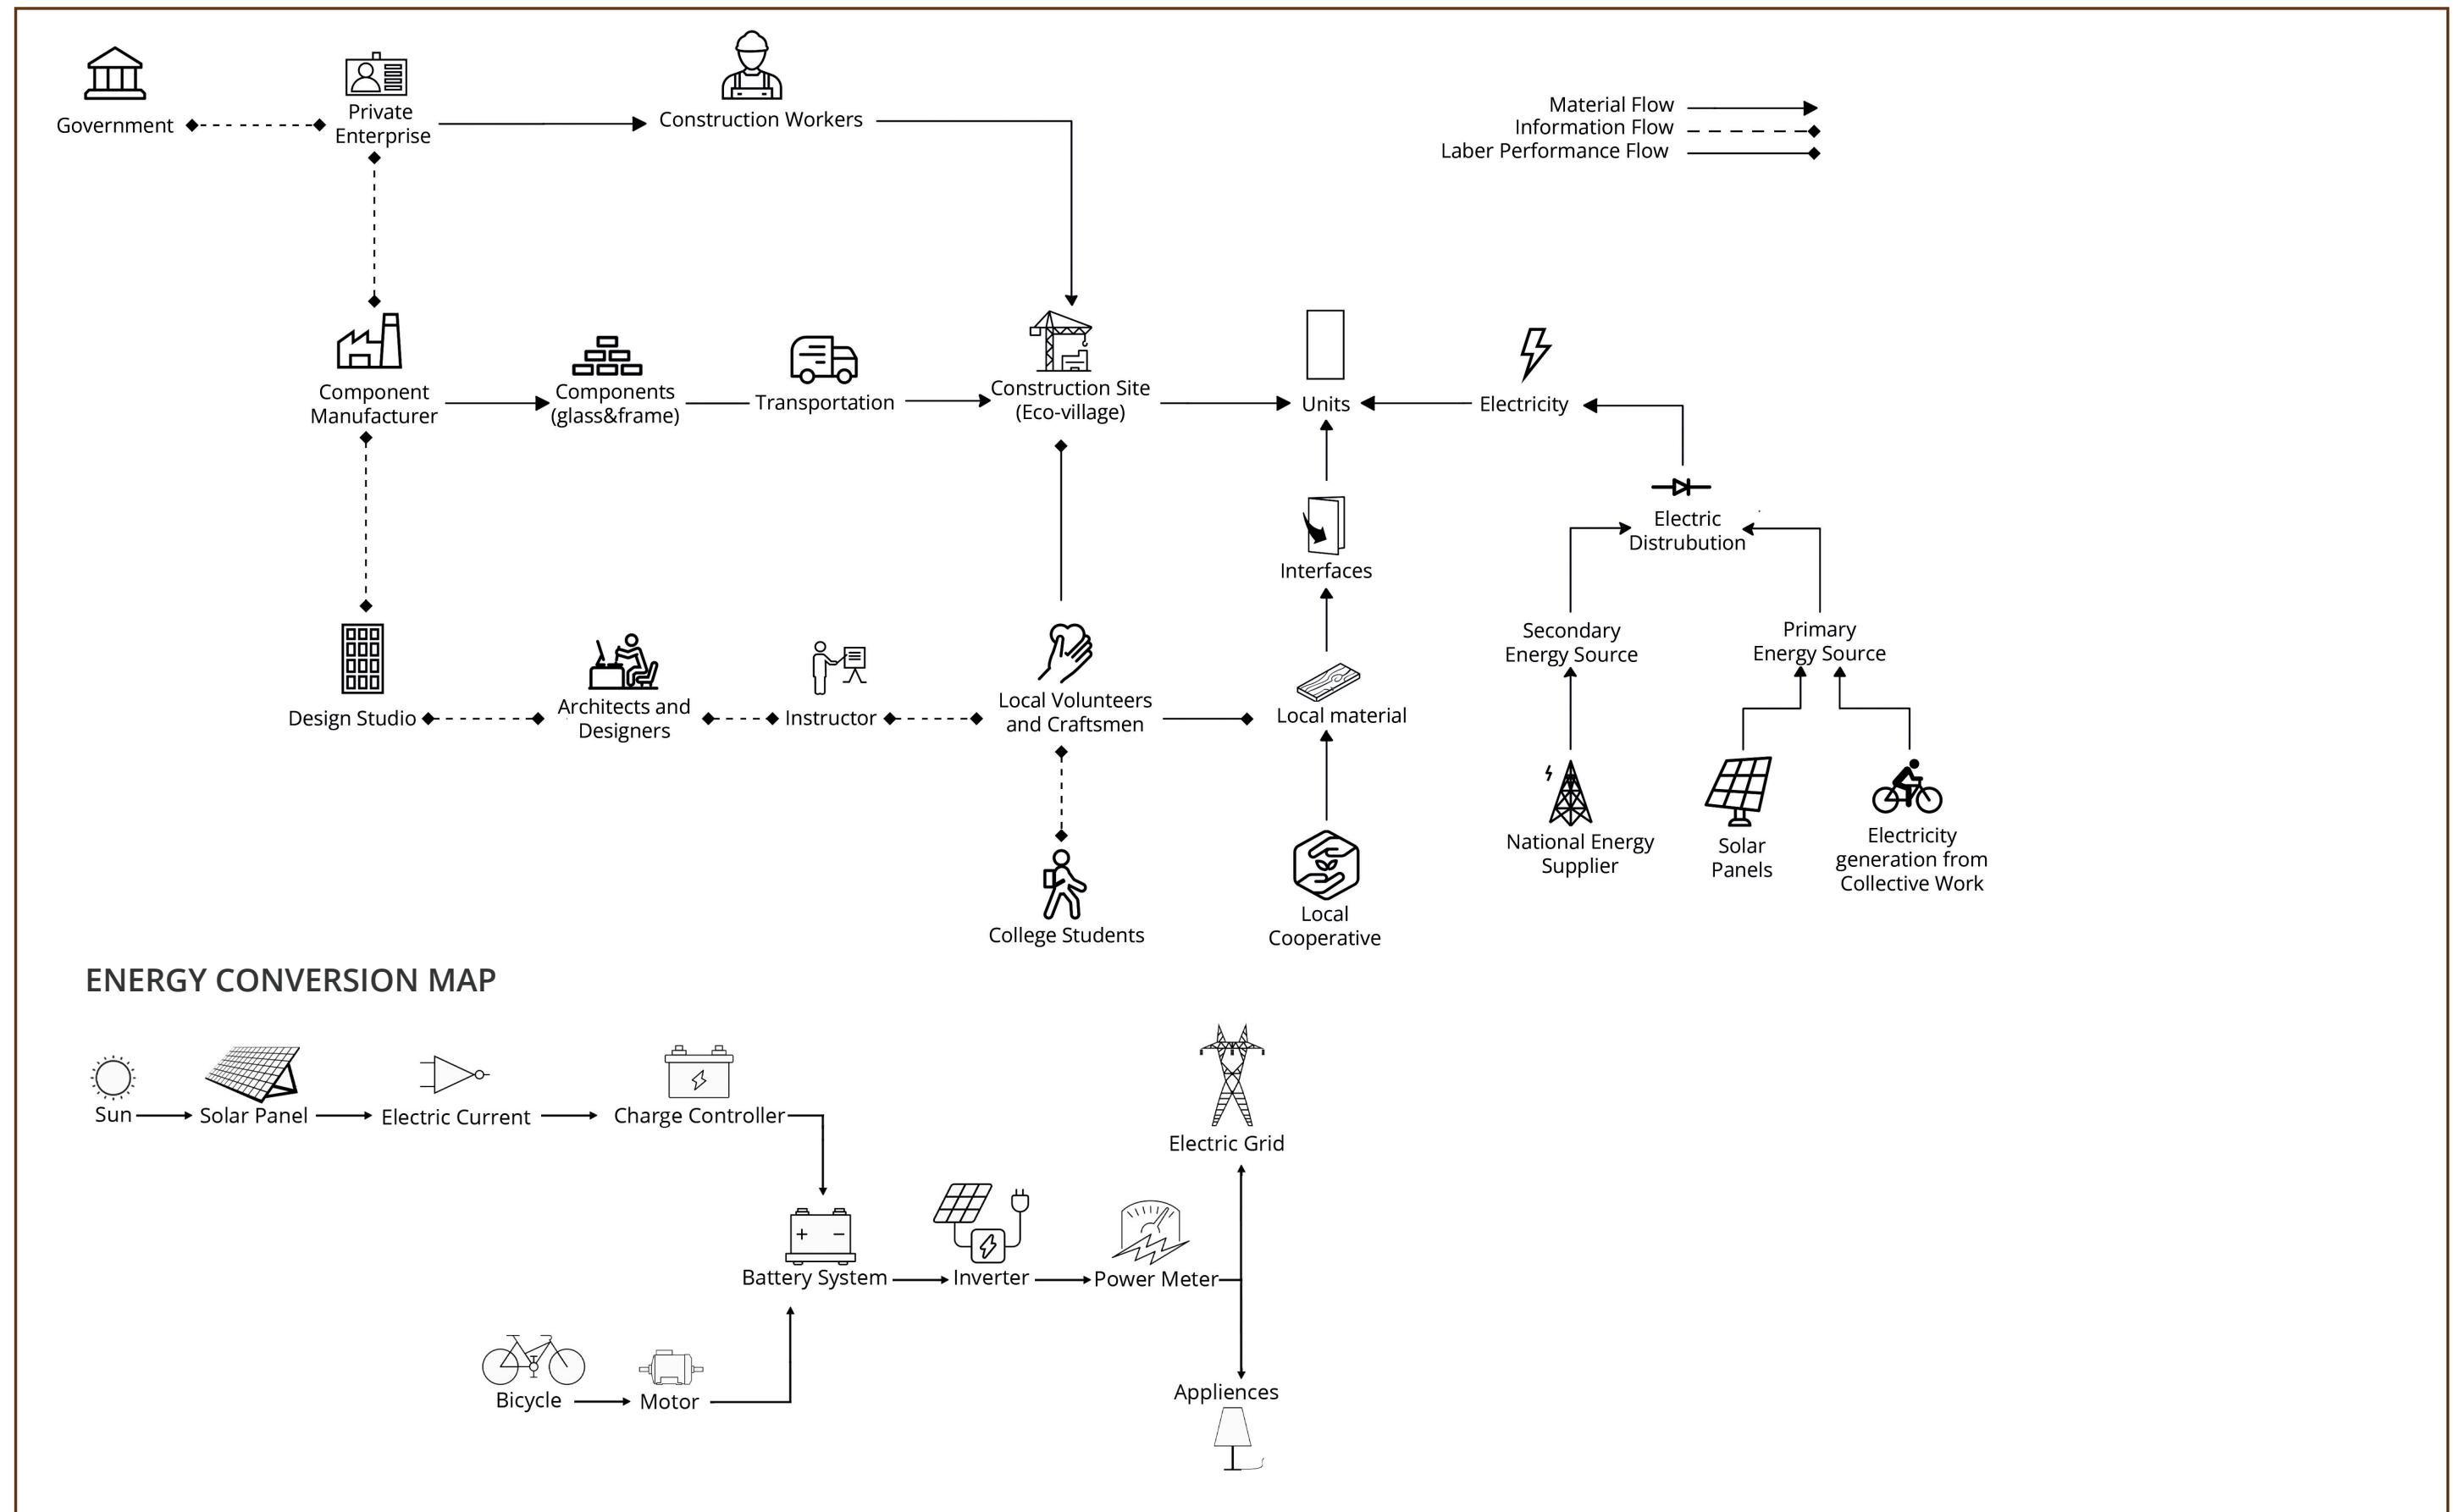 Government
Private
Enterprise
Construction Workers
Material Flow
Information Flow
Laber Performance Flow
Component
Manufacturer
Components
(glass&frame)
Transportation
Construction Site
(Eco-village)
Units
Electricity
Electric
Distrubution
Interfaces
Secondary
Energy Source
Primary
Energy Source
Design Studio
Architects and
Designers
Instructor
Local Volunteers
and Craftsmen
Local material
National Energy
Supplier
Solar
Panels
Electricity
generation from
Collective Work
College Students
Local
Cooperative
ENERGY CONVERSION MAP
Sun
Solar Panel
Electric Current
Charge Controller
Electric Grid
Battery System
Inverter
Power Meter
Bicycle
Motor
Appliences